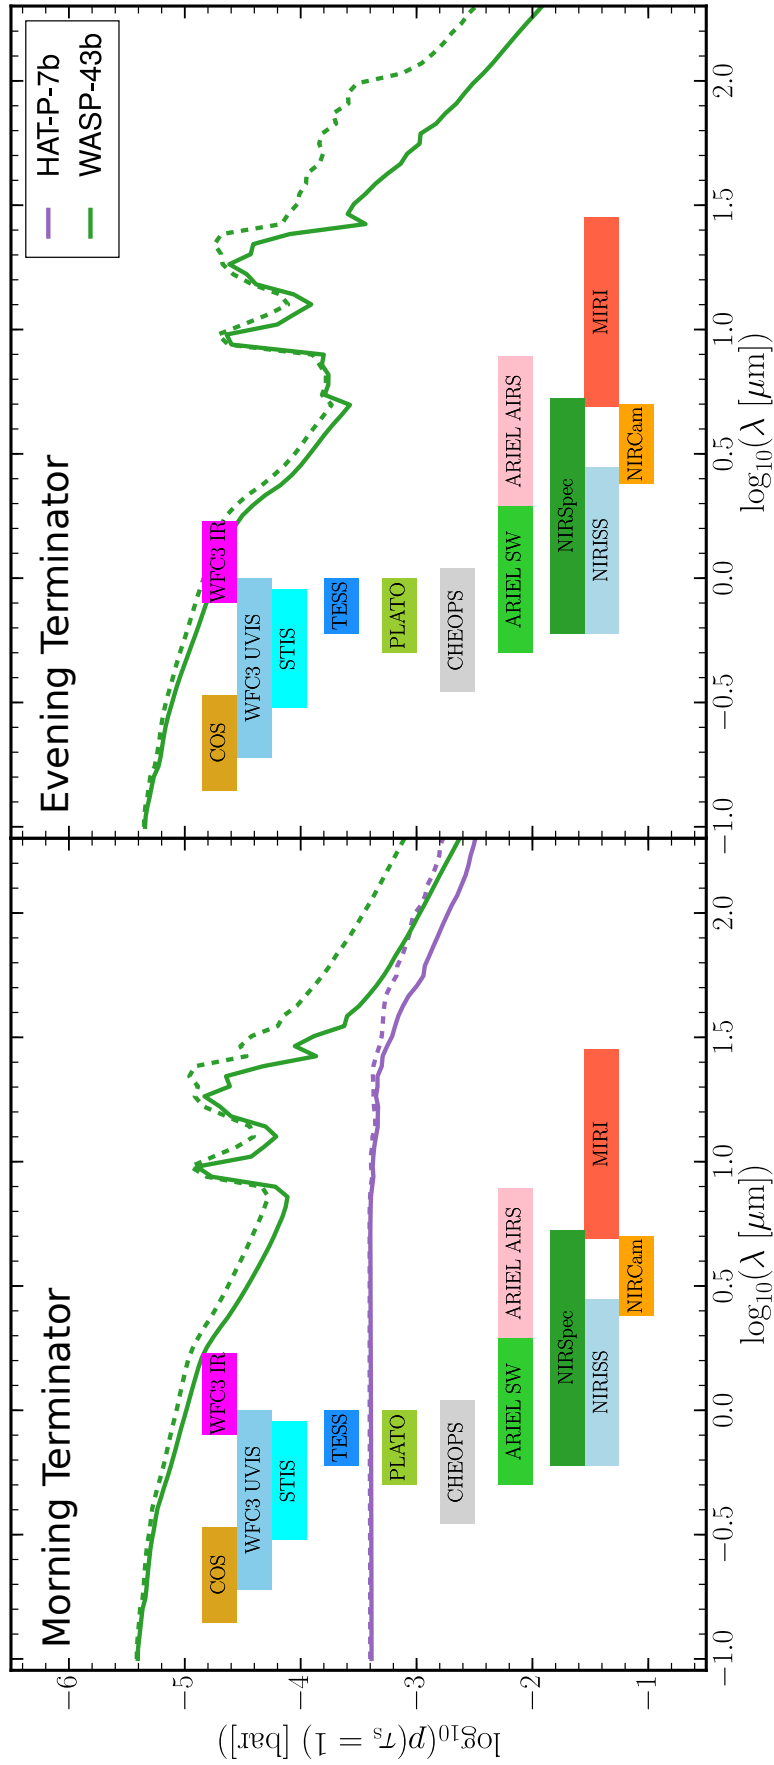 Morning Terminator
COS
WFC3 UVIS
WFC3 IR
STIS
TESS
PLATO
CHEOPS
ARIEL SW
ARIEL AIRS
NIRSpec
NIRISS
MIRI
NIRCam
−6
−5
−4
−3
−2
−1
log₁₀(p(τₛ = 1) [bar])
−1.0
−0.5
0.0
0.5
1.0
1.5
2.0
log₁₀(λ [μm])
Evening Terminator
HAT-P-7b
WASP-43b
COS
WFC3 UVIS
WFC3 IR
STIS
TESS
PLATO
CHEOPS
ARIEL SW
ARIEL AIRS
NIRSpec
NIRISS
MIRI
NIRCam
−1.0
−0.5
0.0
0.5
1.0
1.5
2.0
log₁₀(λ [μm])